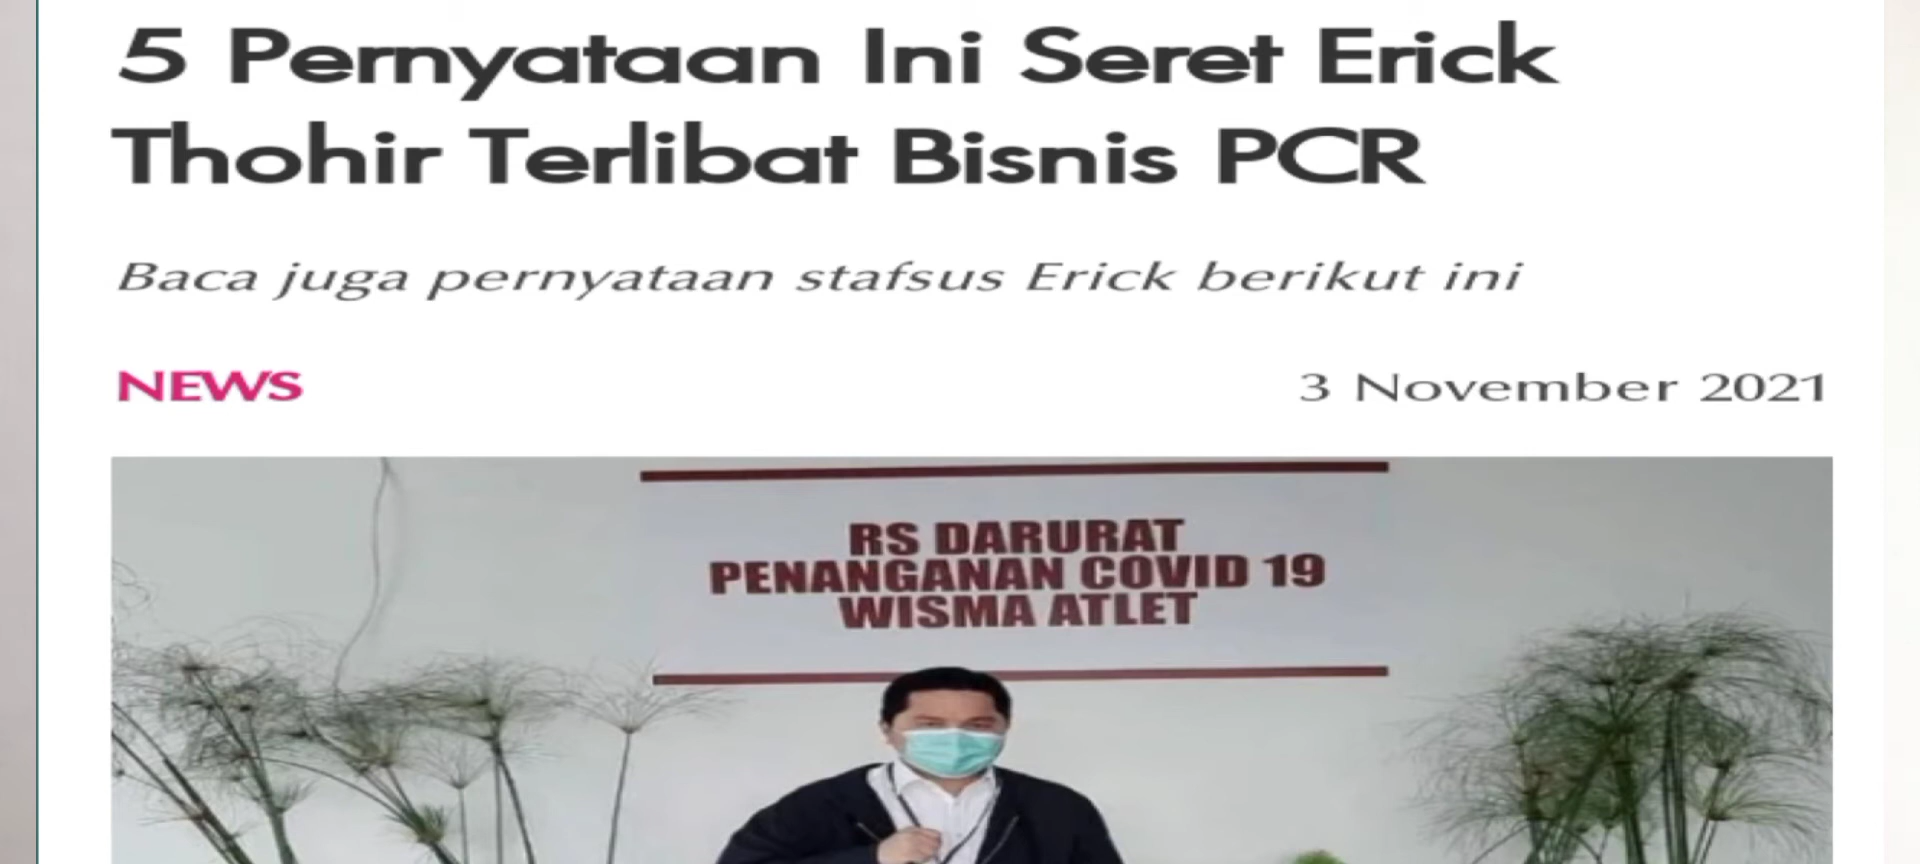 5 Pernyataan Ini Seret Erick
Thohir Terlibat Bisnis PCR
Baca juga pernyataan stafsus Erick berikut ini
NEWS
3 November 2021
RS DARURAT
PENANGANAN COVID 19
WISMA ATLET